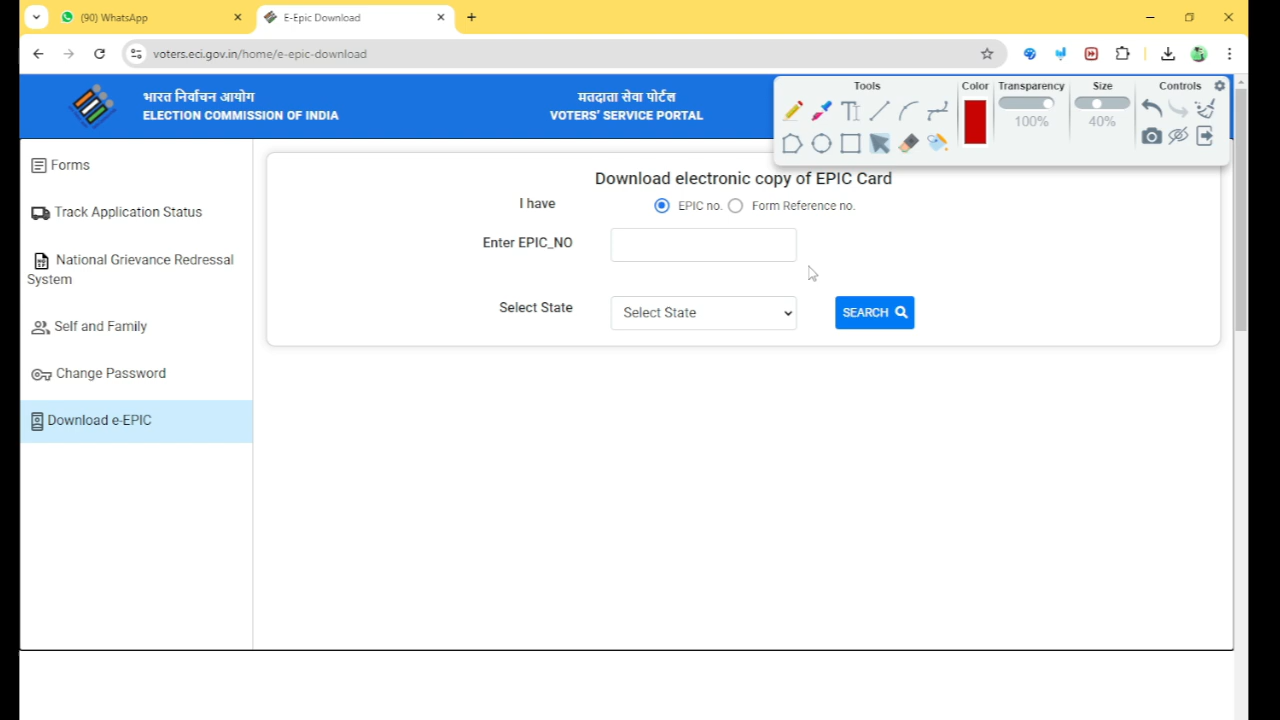 (90) WhatsApp
E-Epic Download
voters.eci.gov.in/home/e-epic-download
भारत निर्वाचन आयोग
ELECTION COMMISSION OF INDIA
मतदाता सेवा पोर्टल
VOTERS' SERVICE PORTAL
Tools
Color
Transparency
Size
Controls
100%
40%
Forms
Track Application Status
National Grievance Redressal
System
Self and Family
Change Password
Download e-EPIC
Download electronic copy of EPIC Card
I have
EPIC no.
Form Reference no.
Enter EPIC_NO
Select State
Select State
SEARCH